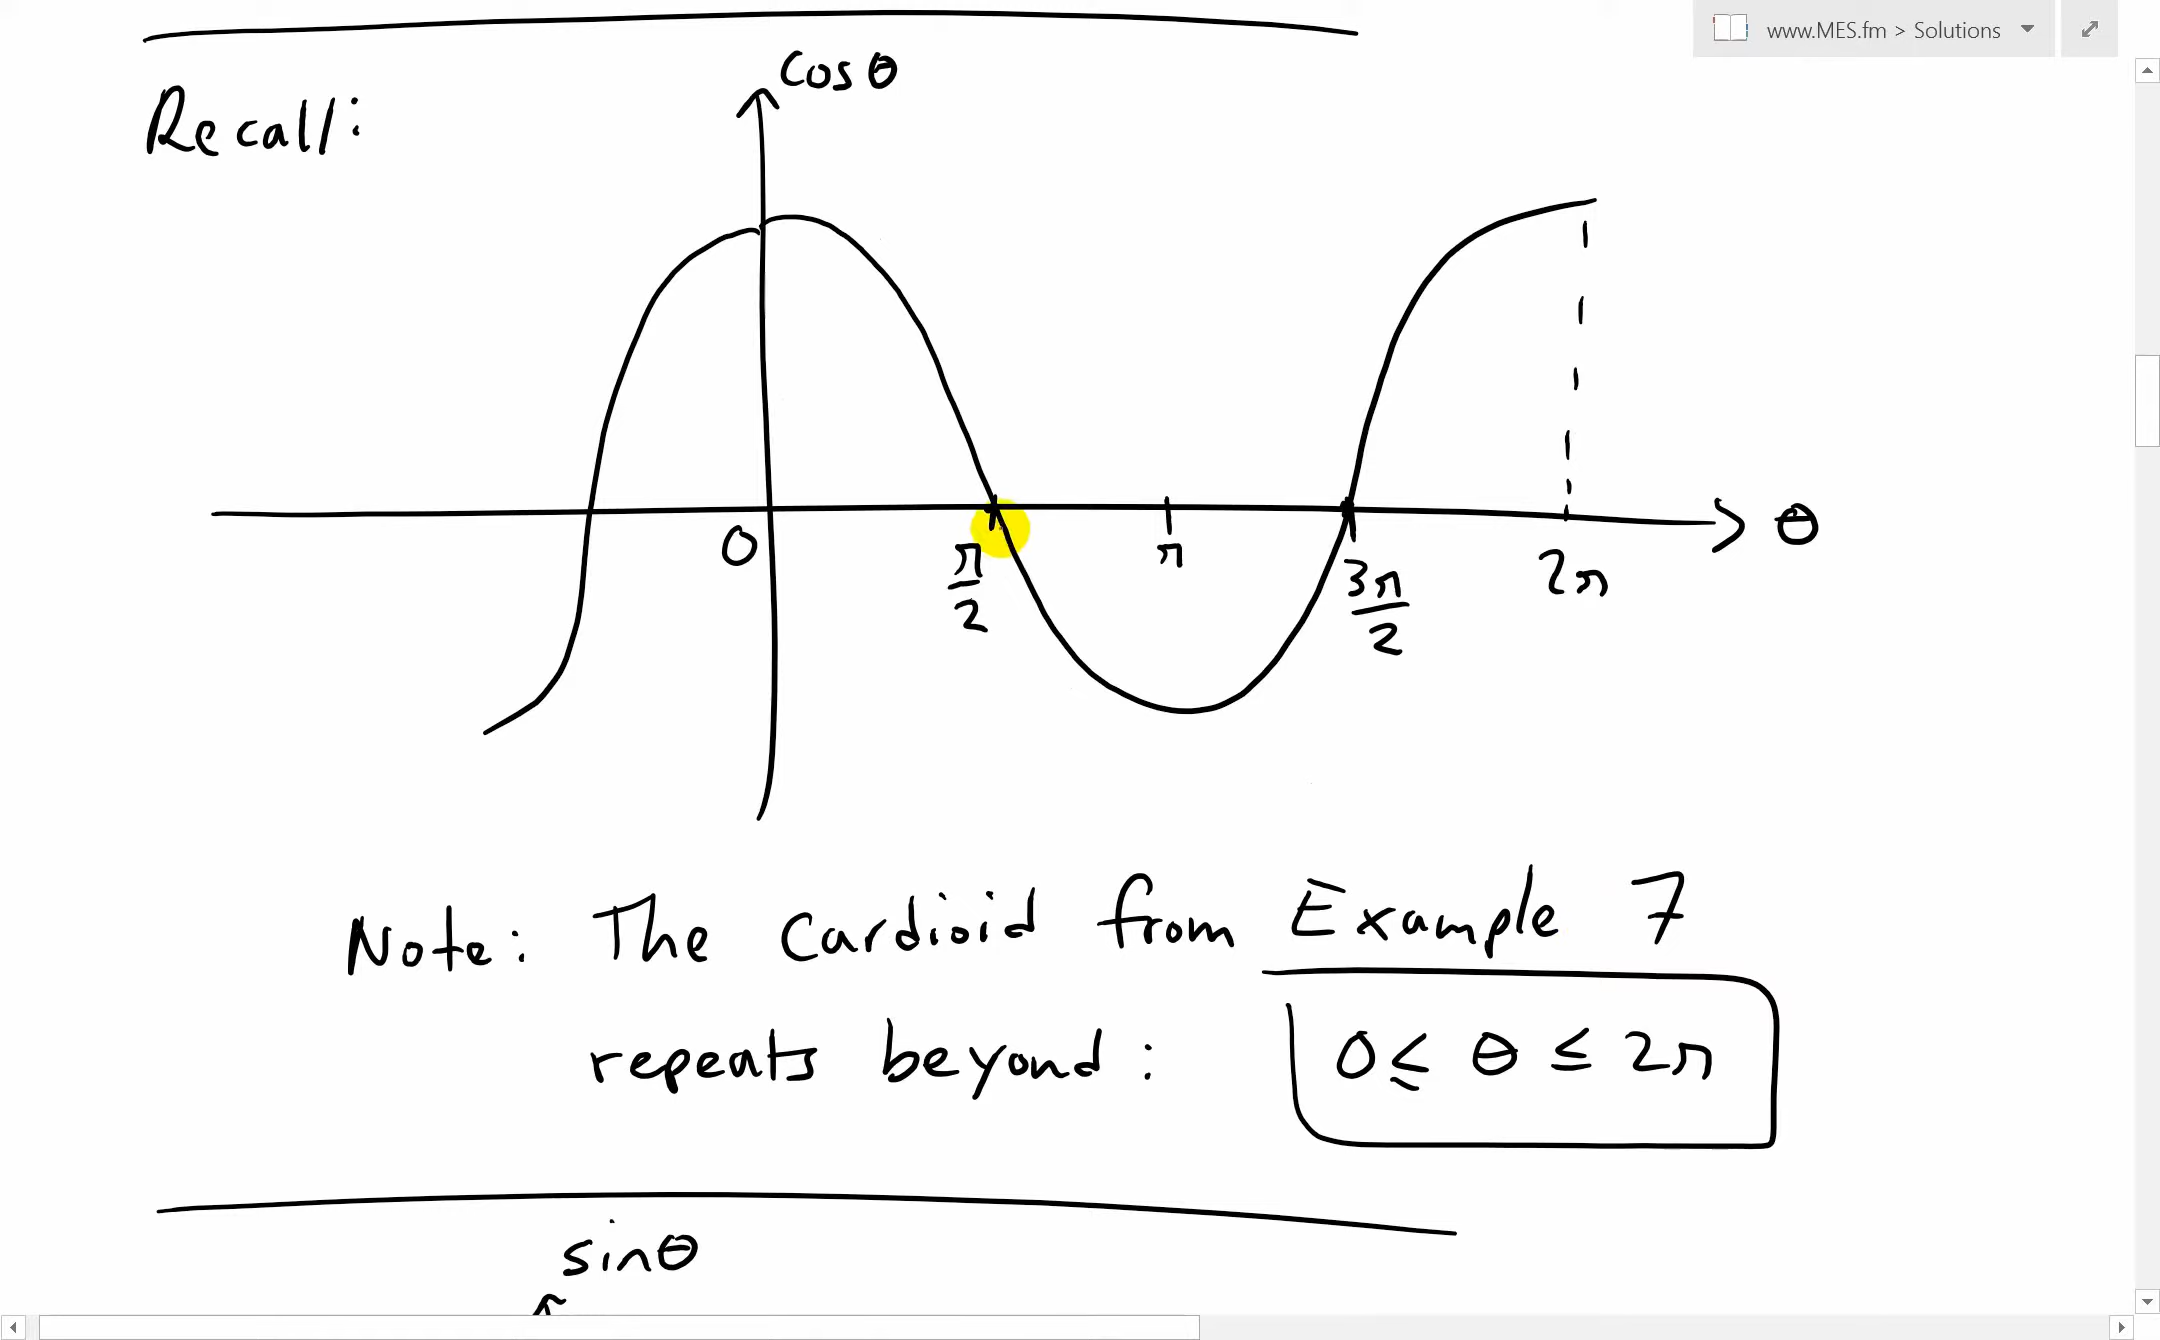 www.MES.fm > Solutions
cos θ
Recall:
θ
0
π/2
π
3π/2
2π
Note: The cardioid from Example 7
repeats beyond: 0 ≤ θ ≤ 2π
sinθ